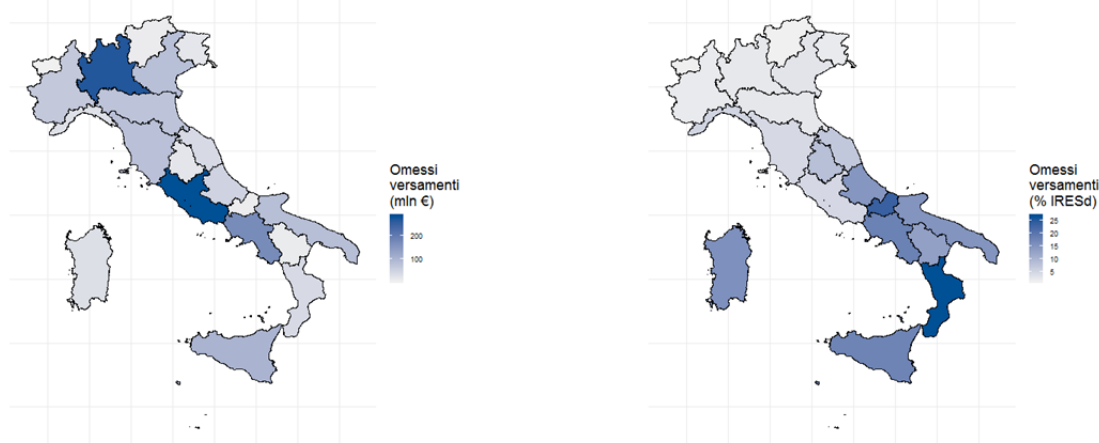 Omessi
versamenti
(mln €)
200
100
Omessi
versamenti
(% IRESd)
25
20
15
10
5